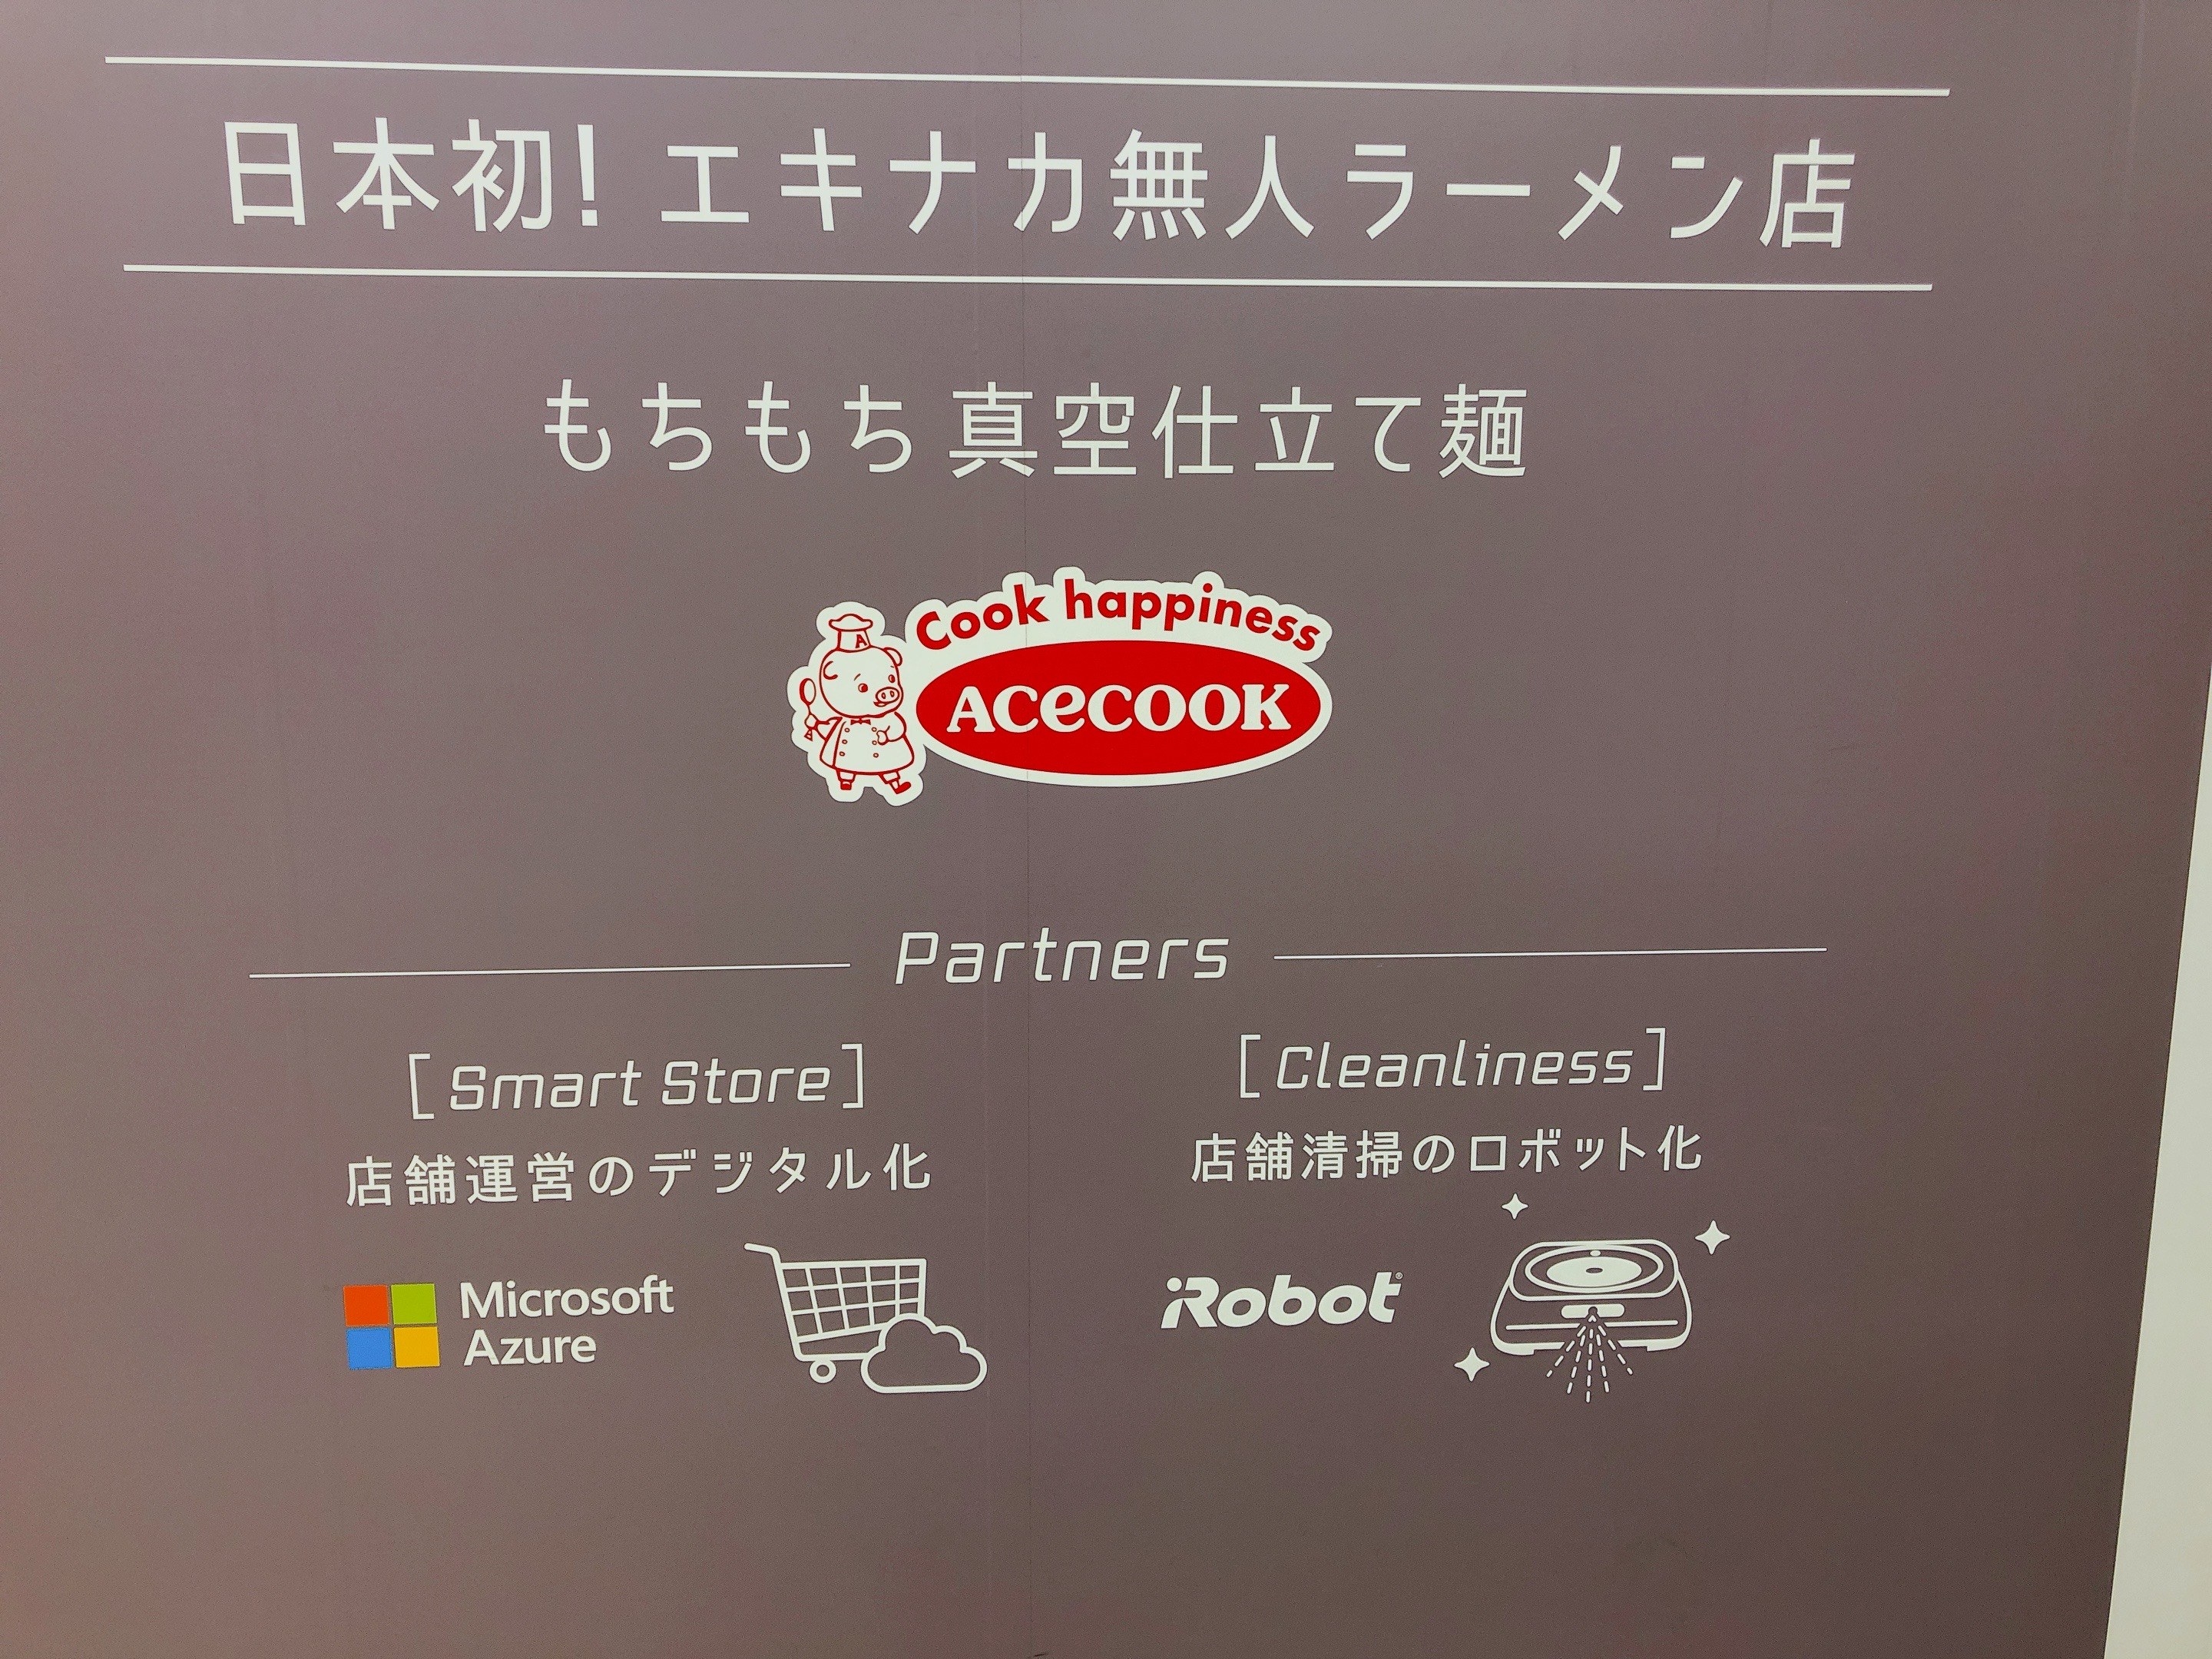 日本初! エキナカ無人ラーメン店
もちもち真空仕立て麺
Cook happiness
A
ACECOOK
Partners
[Smart Store]
店舗運営のデジタル化
Microsoft
Azure
[Cleanliness]
店舗清掃のロボット化
iRobot®